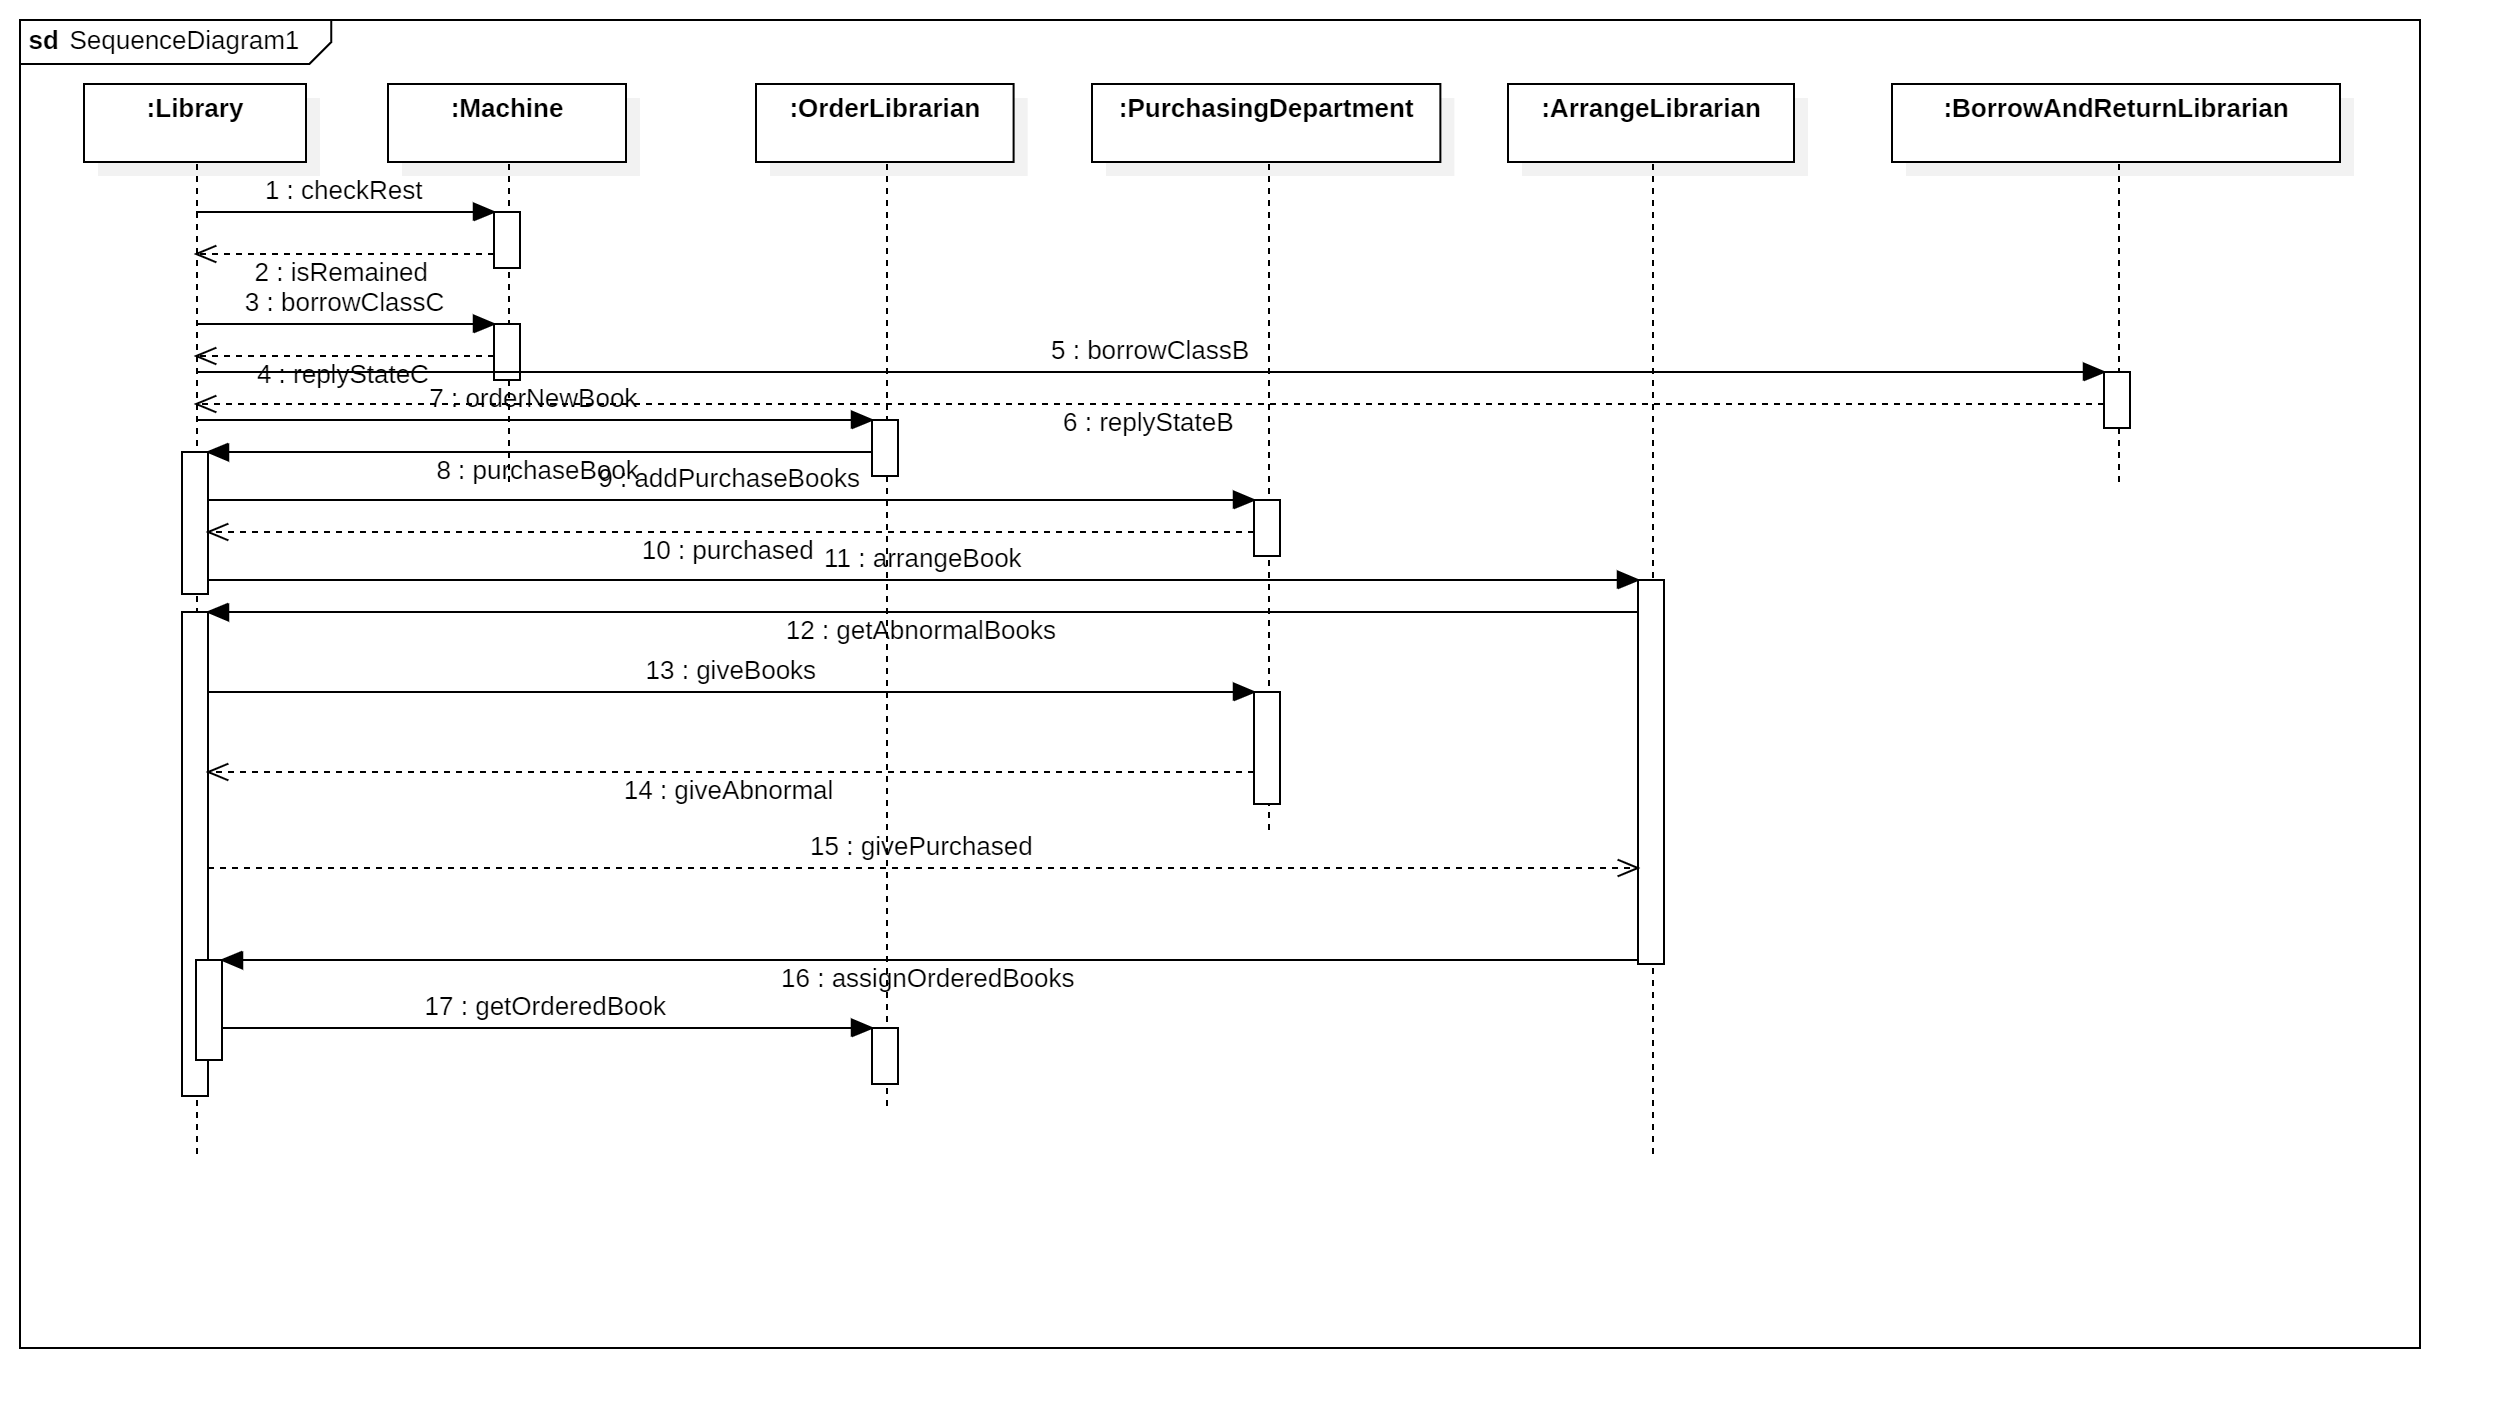 sd SequenceDiagram1
:Library
:Machine
:OrderLibrarian
:PurchasingDepartment
:ArrangeLibrarian
:BorrowAndReturnLibrarian
1 : checkRest
2 : isRemained
3 : borrowClassC
5 : borrowClassB
4 : replyStateC
7 : orderNewBook
6 : replyStateB
8 : purchaseBook
9 : addPurchaseBooks
10 : purchased
11 : arrangeBook
12 : getAbnormalBooks
13 : giveBooks
14 : giveAbnormal
15 : givePurchased
16 : assignOrderedBooks
17 : getOrderedBook